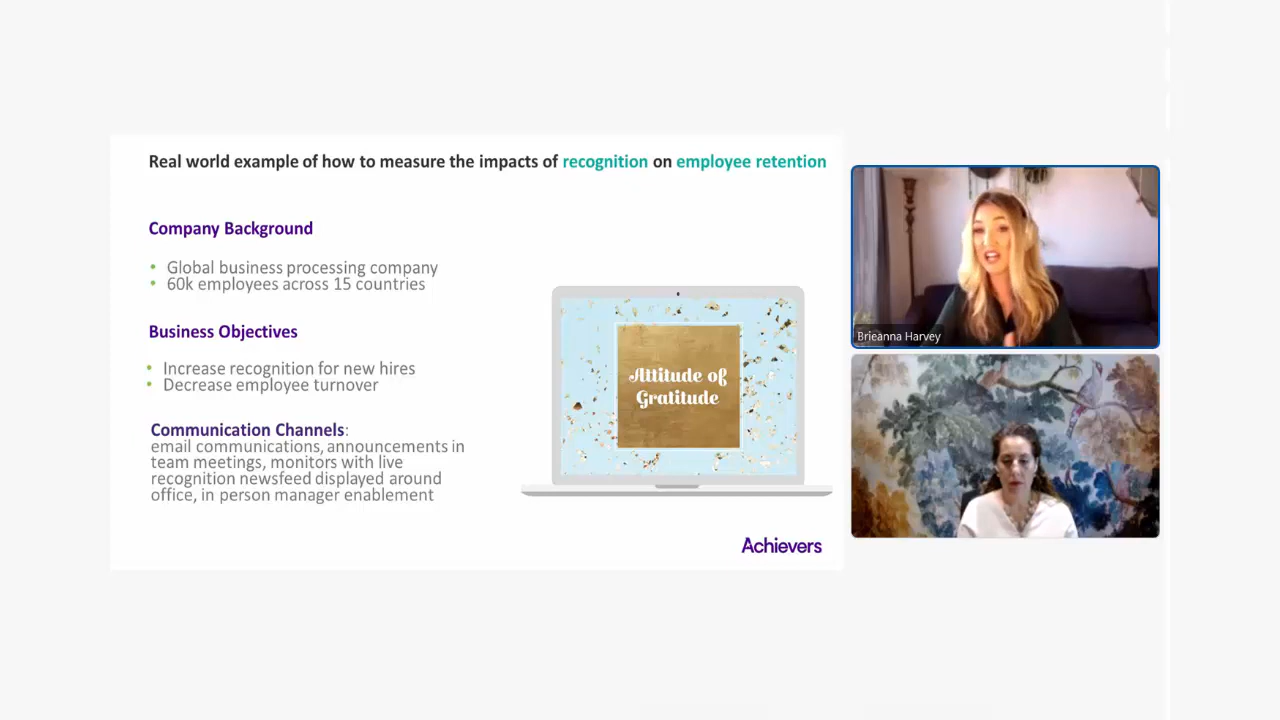 Real world example of how to measure the impacts of recognition on employee retention
Company Background
• Global business processing company
• 60k employees across 15 countries
Business Objectives
• Increase recognition for new hires
• Decrease employee turnover
Communication Channels:
email communications, announcements in
team meetings, monitors with live
recognition newsfeed displayed around
office, in person manager enablement
Attitude of
Gratitude
Achievers
Brieanna Harvey